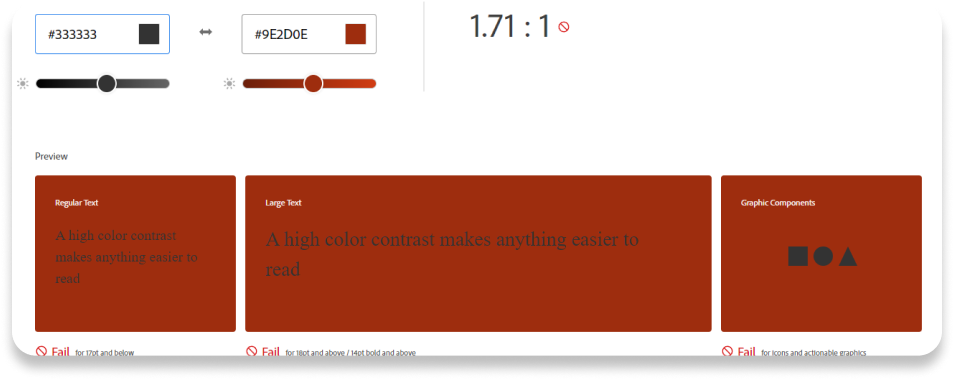 #333333
#9E2D0E
1.71 : 1
Preview
Regular Text
A high color contrast
makes anything easier to
read
Large Text
A high color contrast makes anything easier to
read
Graphic Components
Fail for 17pt and below
Fail for 18pt and above / 14pt bold and above
Fail for icons and actionable graphics